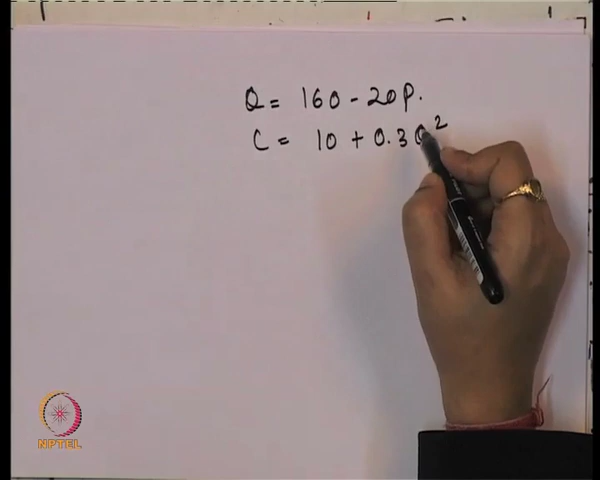 Q = 160 - 20P.
C = 10 + 0.3Q²
NPTEL